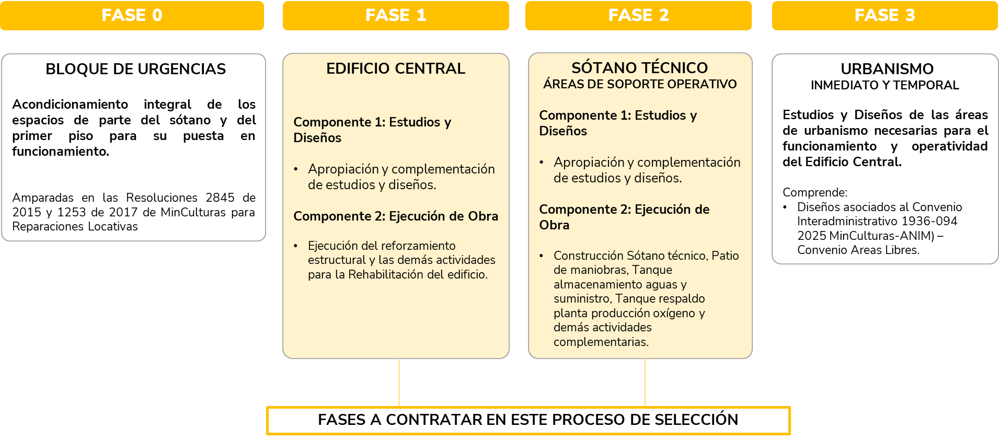 FASE 0
BLOQUE DE URGENCIAS
Acondicionamiento integral de los
espacios de parte del sótano y del
primer piso para su puesta en
funcionamiento.
Amparadas en las Resoluciones 2845 de
2015 y 1253 de 2017 de MinCulturas para
Reparaciones Locativas
FASE 1
EDIFICIO CENTRAL
Componente 1: Estudios y
Diseños
• Apropiación y complementación
de estudios y diseños.
Componente 2: Ejecución de Obra
• Ejecución del reforzamiento
estructural y las demás actividades
para la Rehabilitación del edificio.
FASE 2
SÓTANO TÉCNICO
ÁREAS DE SOPORTE OPERATIVO
Componente 1: Estudios y
Diseños
• Apropiación y complementación
de estudios y diseños.
Componente 2: Ejecución de
Obra
• Construcción Sótano técnico, Patio
de maniobras, Tanque
almacenamiento aguas y
suministro, Tanque respaldo
planta producción oxígeno y
demás actividades
complementarias.
FASE 3
URBANISMO
INMEDIATO Y TEMPORAL
Estudios y Diseños de las áreas
de urbanismo necesarias para el
funcionamiento y operatividad
del Edificio Central.
Comprende:
• Diseños asociados al Convenio
Interadministrativo 1936-094
2025 MinCulturas-ANIM) –
Convenio Areas Libres.
FASES A CONTRATAR EN ESTE PROCESO DE SELECCIÓN